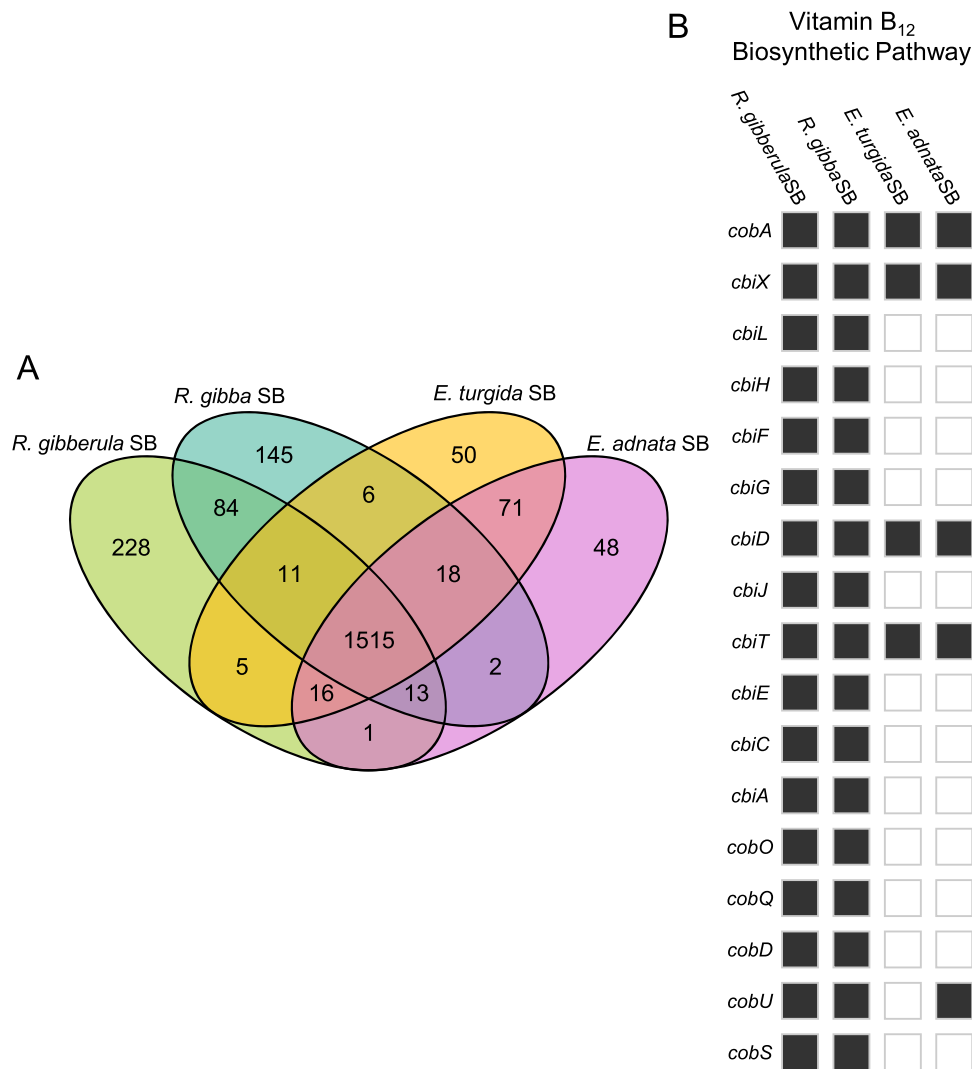 A
R. gibba SB
E. turgida SB
R. gibberula SB
E. adnata SB
145
50
6
84
71
228
48
11
18
1515
5
2
16
13
1
B
Vitamin B12
Biosynthetic Pathway
R. gibberulaSB
R. gibbaSB
E. turgidaSB
E. adnataSB
cobA
cbiX
cbiL
cbiH
cbiF
cbiG
cbiD
cbiJ
cbiT
cbiE
cbiC
cbiA
cobO
cobQ
cobD
cobU
cobS